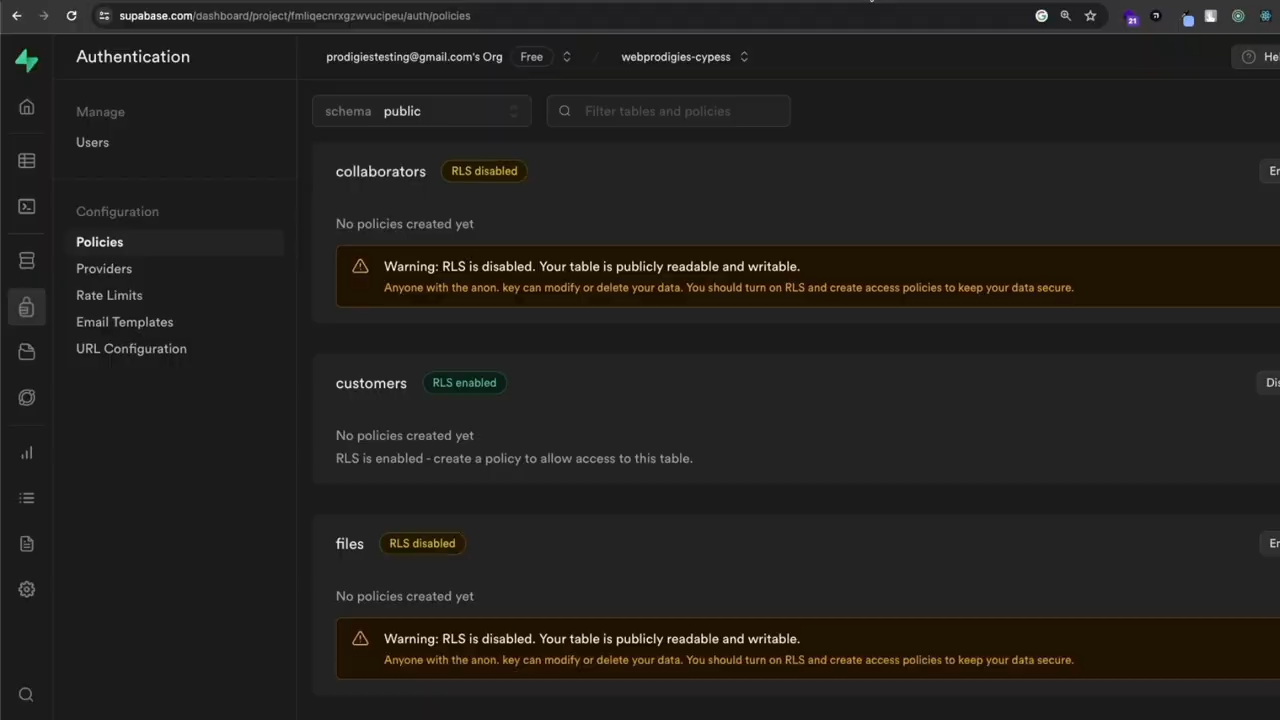 supabase.com/dashboard/project/fmliqecnrxgzwvucipeu/auth/policies
21
Authentication
prodigiestesting@gmail.com's Org Free / webprodigies-cypess
Manage
Users
Configuration
Policies
Providers
Rate Limits
Email Templates
URL Configuration
schema public
Filter tables and policies
collaborators RLS disabled
No policies created yet
Warning: RLS is disabled. Your table is publicly readable and writable.
Anyone with the anon. key can modify or delete your data. You should turn on RLS and create access policies to keep your data secure.
customers RLS enabled
No policies created yet
RLS is enabled - create a policy to allow access to this table.
files RLS disabled
No policies created yet
Warning: RLS is disabled. Your table is publicly readable and writable.
Anyone with the anon. key can modify or delete your data. You should turn on RLS and create access policies to keep your data secure.